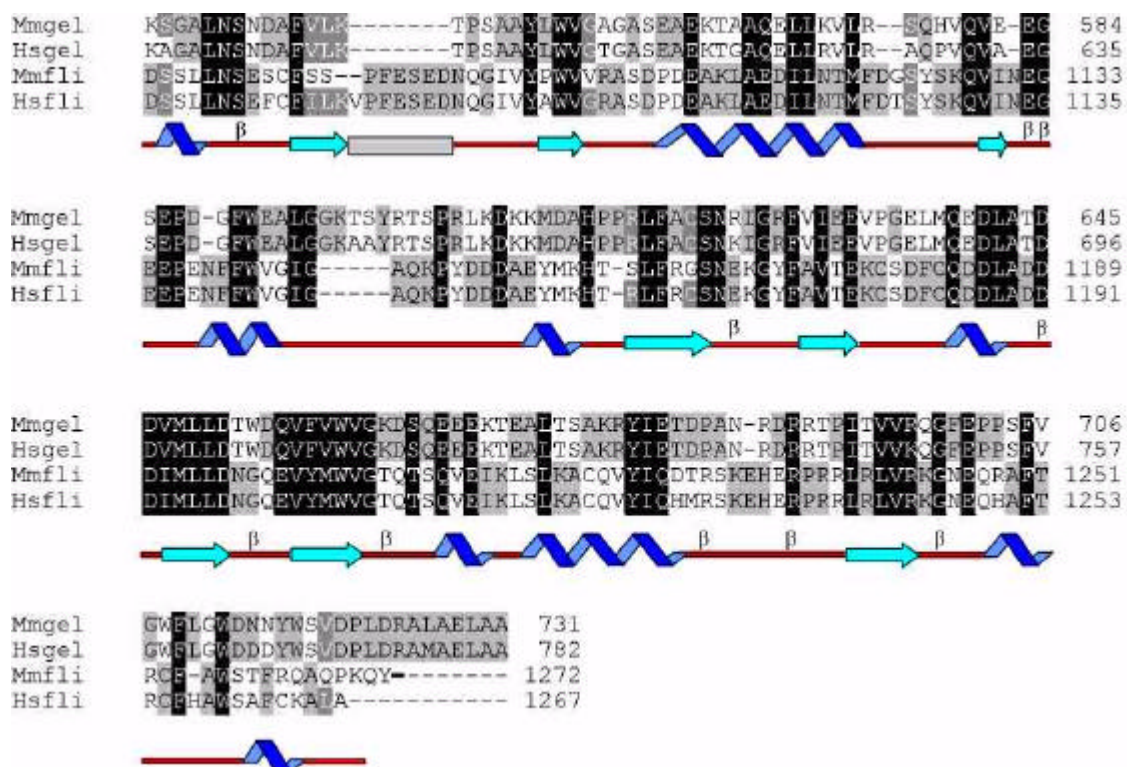 Mmgel KSGALNSNDAFVLK--------TPSAAYLWVGAGASEAEKTAAQELLKVLR--SQHVQVE-EG 584
Hsgel KAGALNSNDAFVLK--------TPSAAYLWVGTGASEAEKTGAQELLRVLR--AQPVQVA-EG 635
Mmfli DSSLLNSESCFSS--PFESEDNQGIVYPWVVRASDPDEAKLAEDILNTMFDGSYSKQVINEG 1133
Hsfli DSSLLNSEFCFILKVPFESEDNQGIVYAWVGRASDPDEAKLAEDILNTMFDTSYSKQVINEG 1135
β β β
Mmgel SEPD-GFWEALGGKTSYRTSPRLKDKKMDAHPPRLFACSNRIGRFVIEEVPGELMQEDLATD 645
Hsgel SEPD-GFWEALGGKAAYRTSPRLKDKKMDAHPPRLFACSNKIGRFVIEEVPGELMQEDLATD 696
Mmfli EEPENFFWVGIG-----AQKPYDDDAEYMKHT-SLFRGSNEKGYFAVTEKCSDFCQDDLADD 1189
Hsfli EEPENFFWVGIG-----AQKPYDDDAEYMKHT-RLFRCSNEKGYFAVTEKCSDFCQDDLADD 1191
β β
Mmgel DVMLLDTWDQVFVWVGKDSQEEEKTEALTSAKRYIETDPAN-RDRRTPITVVRQGFEPPSFV 706
Hsgel DVMLLDTWDQVFVWVGKDSQEEEKTEALTSAKRYIETDPAN-RDRRTPITVVKQGFEPPSFV 757
Mmfli DIMLLDNGQEVYMWVGTQTSQVEIKLSLKACQVYIQDTRSKEHERPRRLRLVRKGNEQRAFT 1251
Hsfli DIMLLDNGQEVYMWVGTQTSQVEIKLSLKACQVYIQHMRSKEHERPRRLRLVRKGNEQHAFT 1253
β β β β β
Mmgel GWFLGWDNNYWSVDPLDRALAELAA 731
Hsgel GWFLGWDDDYWSVDPLDRAMAELAA 782
Mmfli RCF-AWSTFRQAQPKQY-------- 1272
Hsfli RCFHAWSAFCKALA----------- 1267